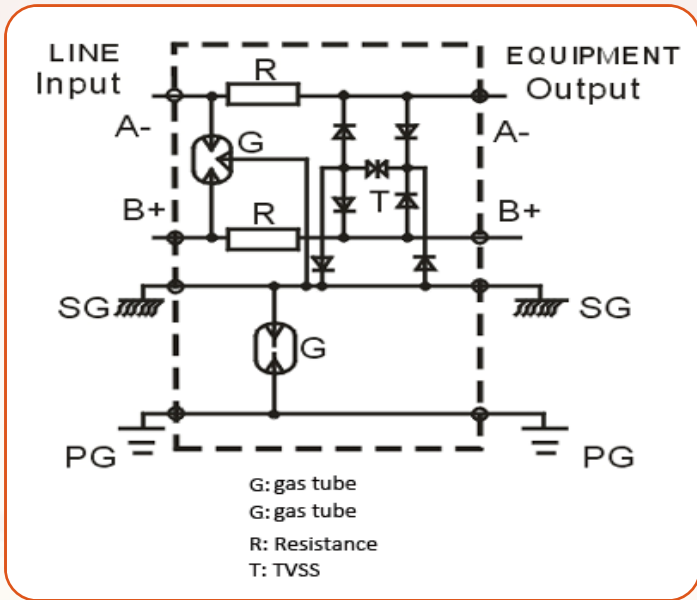 LINE
Input
EQUIPMENT
Output
R
A-
G
A-
B+
R
T
B+
SG
SG
G
PG
PG
G: gas tube
G: gas tube
R: Resistance
T: TVSS